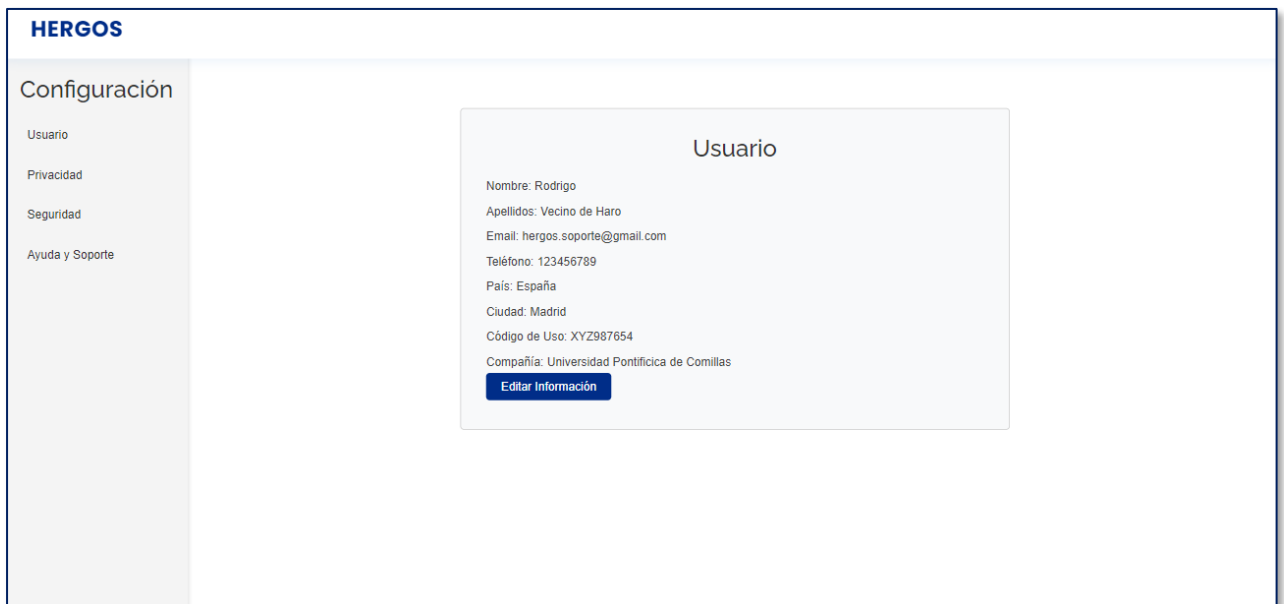 HERGOS
Configuración
Usuario
Privacidad
Seguridad
Ayuda y Soporte
Usuario
Nombre: Rodrigo
Apellidos: Vecino de Haro
Email: hergos.soporte@gmail.com
Teléfono: 123456789
País: España
Ciudad: Madrid
Código de Uso: XYZ987654
Compañía: Universidad Pontificica de Comillas
Editar Información